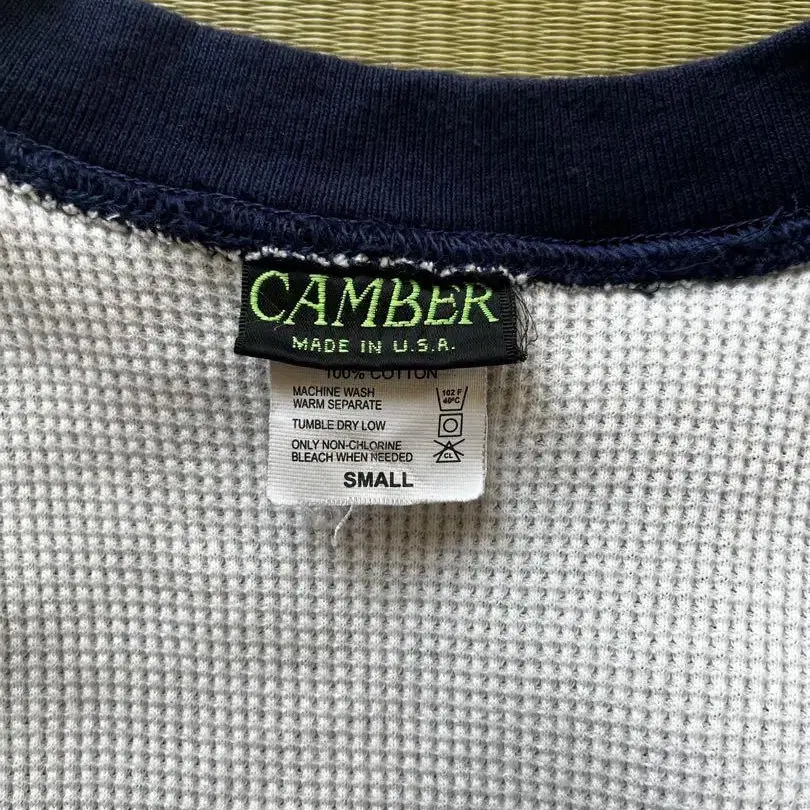 CAMBER
MADE IN U.S.A.
100% COTTON
MACHINE WASH
WARM SEPARATE
102 F
40°C
TUMBLE DRY LOW
ONLY NON-CHLORINE
BLEACH WHEN NEEDED
CL
SMALL